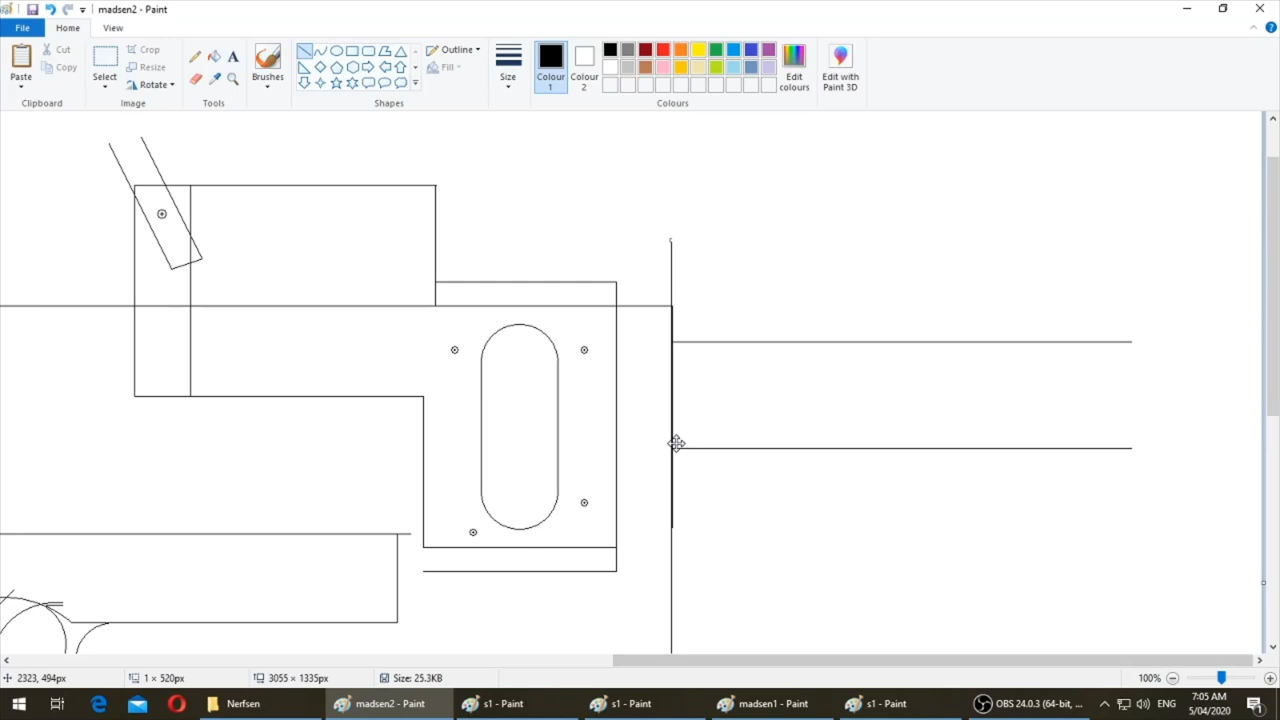 madsen2 - Paint
File
Home
View
Paste
Cut
Copy
Clipboard
Select
Crop
Resize
Rotate
Image
A
Tools
Brushes
Outline
Fill
Shapes
Size
Colour 1
Colour 2
Edit colours
Colours
Edit with Paint 3D
2323, 494px
1 × 520px
3055 × 1335px
Size: 25.3KB
100%
Nerfsen
madsen2 - Paint
s1 - Paint
s1 - Paint
madsen1 - Paint
s1 - Paint
OBS 24.0.3 (64-bit, ...
ENG
7:05 AM
5/04/2020